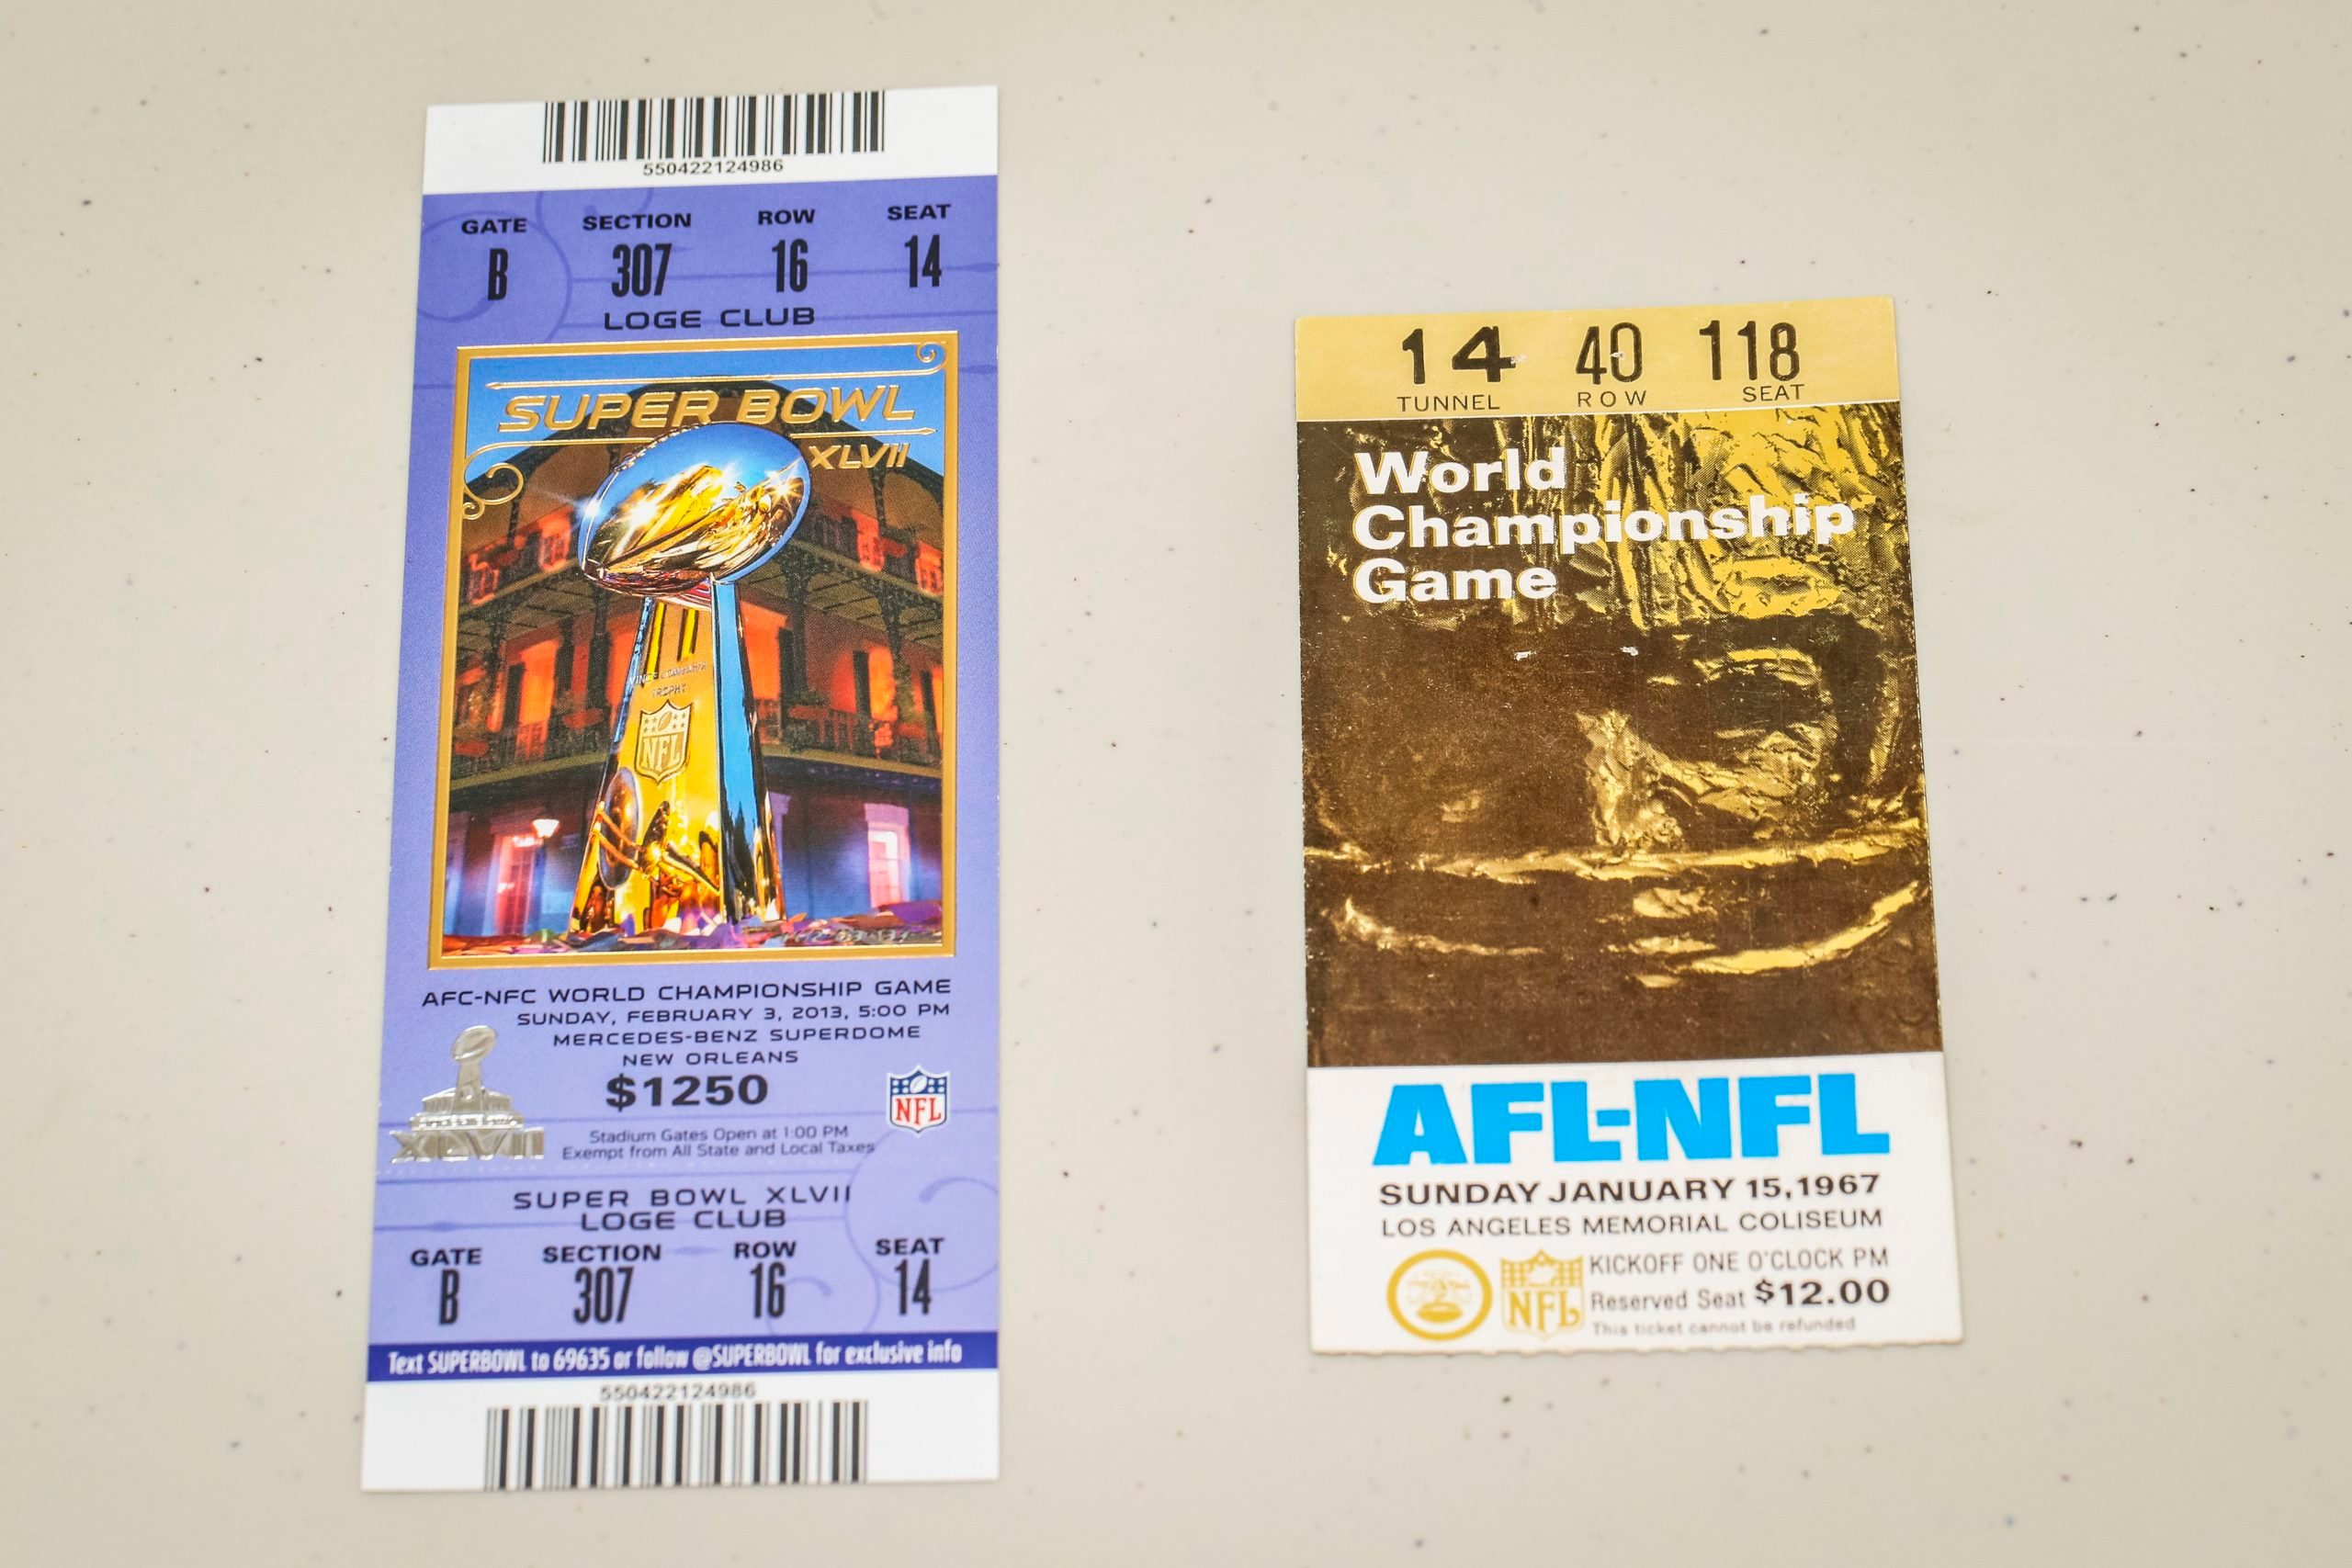 550422124986
GATE SECTION ROW SEAT
B 307 16 14
LOGE CLUB
SUPER BOWL
XLVII
TROPHY
NFL
AFC-NFC WORLD CHAMPIONSHIP GAME
SUNDAY, FEBRUARY 3, 2013, 5:00 PM
MERCEDES-BENZ SUPERDOME
NEW ORLEANS
$1250
NFL
Stadium Gates Open at 1:00 PM
Exempt from All State and Local Taxes
XLVII
SUPER BOWL XLVII
LOGE CLUB
GATE SECTION ROW SEAT
B 307 16 14
Text SUPERBOWL to 69635 or follow @SUPERBOWL for exclusive info
550422124986
14 40 118
TUNNEL ROW SEAT
World
Championship
Game
AFL-NFL
SUNDAY JANUARY 15, 1967
LOS ANGELES MEMORIAL COLISEUM
NFL
KICKOFF ONE O'CLOCK PM
Reserved Seat $12.00
This ticket cannot be refunded